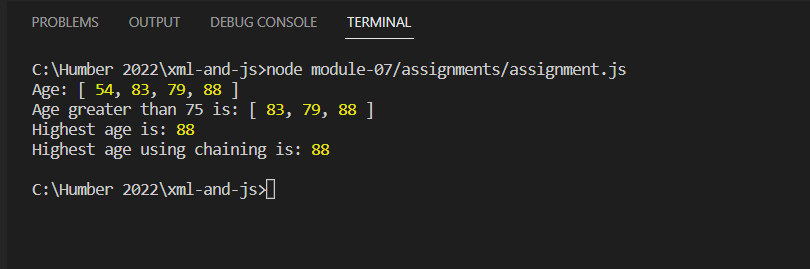 PROBLEMS OUTPUT DEBUG CONSOLE TERMINAL
C:\Humber 2022\xml-and-js>node module-07/assignments/assignment.js
Age: [ 54, 83, 79, 88 ]
Age greater than 75 is: [ 83, 79, 88 ]
Highest age is: 88
Highest age using chaining is: 88
C:\Humber 2022\xml-and-js>